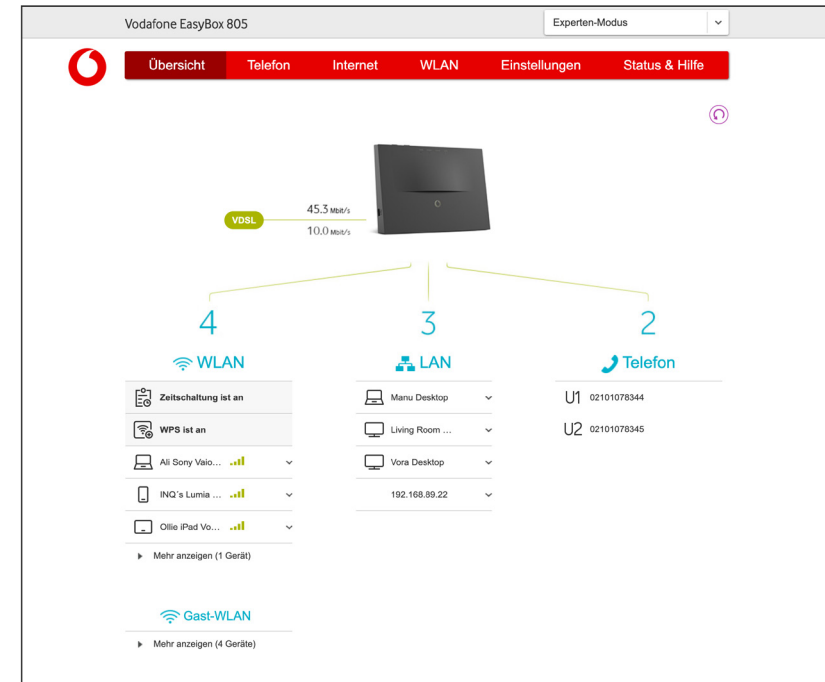 Vodafone EasyBox 805
Experten-Modus
Übersicht Telefon Internet WLAN Einstellungen Status & Hilfe
45.3 Mbit/s
VDSL
10.0 Mbit/s
4 3 2
WLAN LAN Telefon
Zeitschaltung ist an Manu Desktop U1 02101078344
WPS ist an Living Room ... U2 02101078345
Ali Sony Vaio... Vora Desktop
INQ´s Lumia ... 192.168.89.22
Ollie iPad Vo...
Mehr anzeigen (1 Gerät)
Gast-WLAN
Mehr anzeigen (4 Geräte)